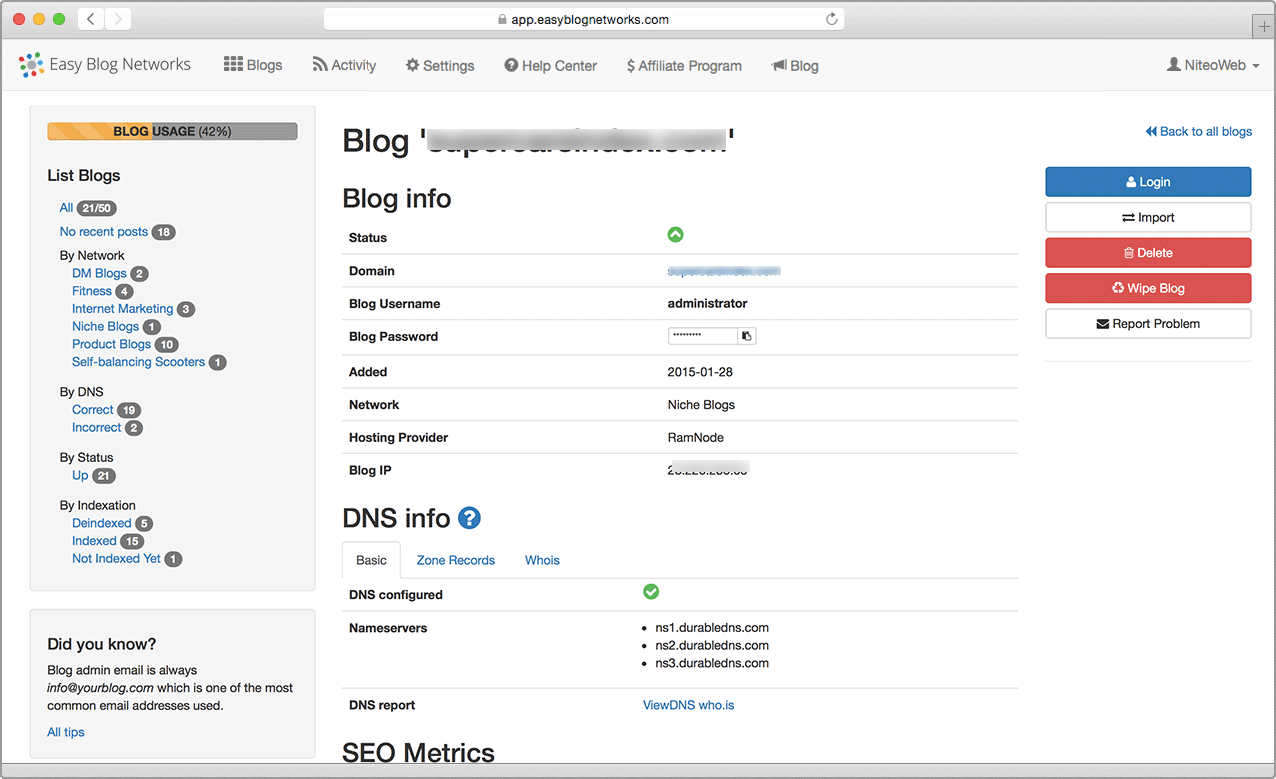 app.easyblognetworks.com
Easy Blog Networks
Blogs
Activity
Settings
Help Center
$ Affiliate Program
Blog
NiteoWeb
BLOG USAGE (42%)
List Blogs
All 21/50
No recent posts 18
By Network
DM Blogs 2
Fitness 4
Internet Marketing 3
Niche Blogs 1
Product Blogs 10
Self-balancing Scooters 1
By DNS
Correct 19
Incorrect 2
By Status
Up 21
By Indexation
Deindexed 5
Indexed 15
Not Indexed Yet 1
Did you know?
Blog admin email is always
info@yourblog.com which is one of the most
common email addresses used.
All tips
Blog ' '
Blog info
Status
Domain
Blog Username administrator
Blog Password •••••••••
Added 2015-01-28
Network Niche Blogs
Hosting Provider RamNode
Blog IP
DNS info ?
Basic Zone Records Whois
DNS configured
Nameservers
• ns1.durabledns.com
• ns2.durabledns.com
• ns3.durabledns.com
DNS report ViewDNS who.is
SEO Metrics
Back to all blogs
Login
Import
Delete
Wipe Blog
Report Problem